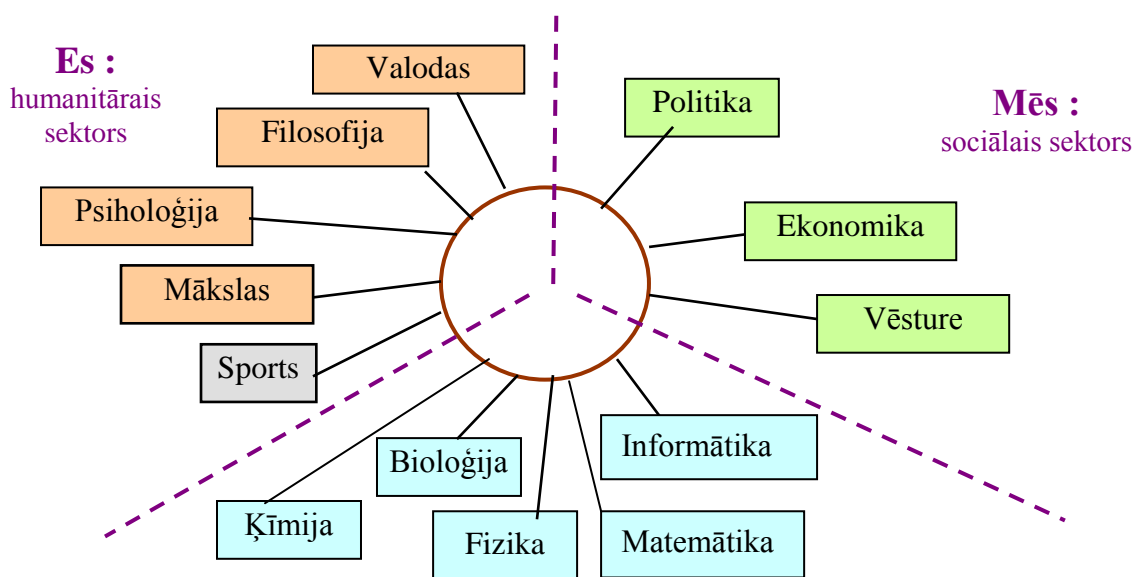 Es :
humanitārais
sektors
Valodas
Filosofija
Psiholoģija
Mākslas
Sports
Politika
Mēs :
sociālais sektors
Ekonomika
Vēsture
Informātika
Bioloģija
Ķīmija
Fizika
Matemātika